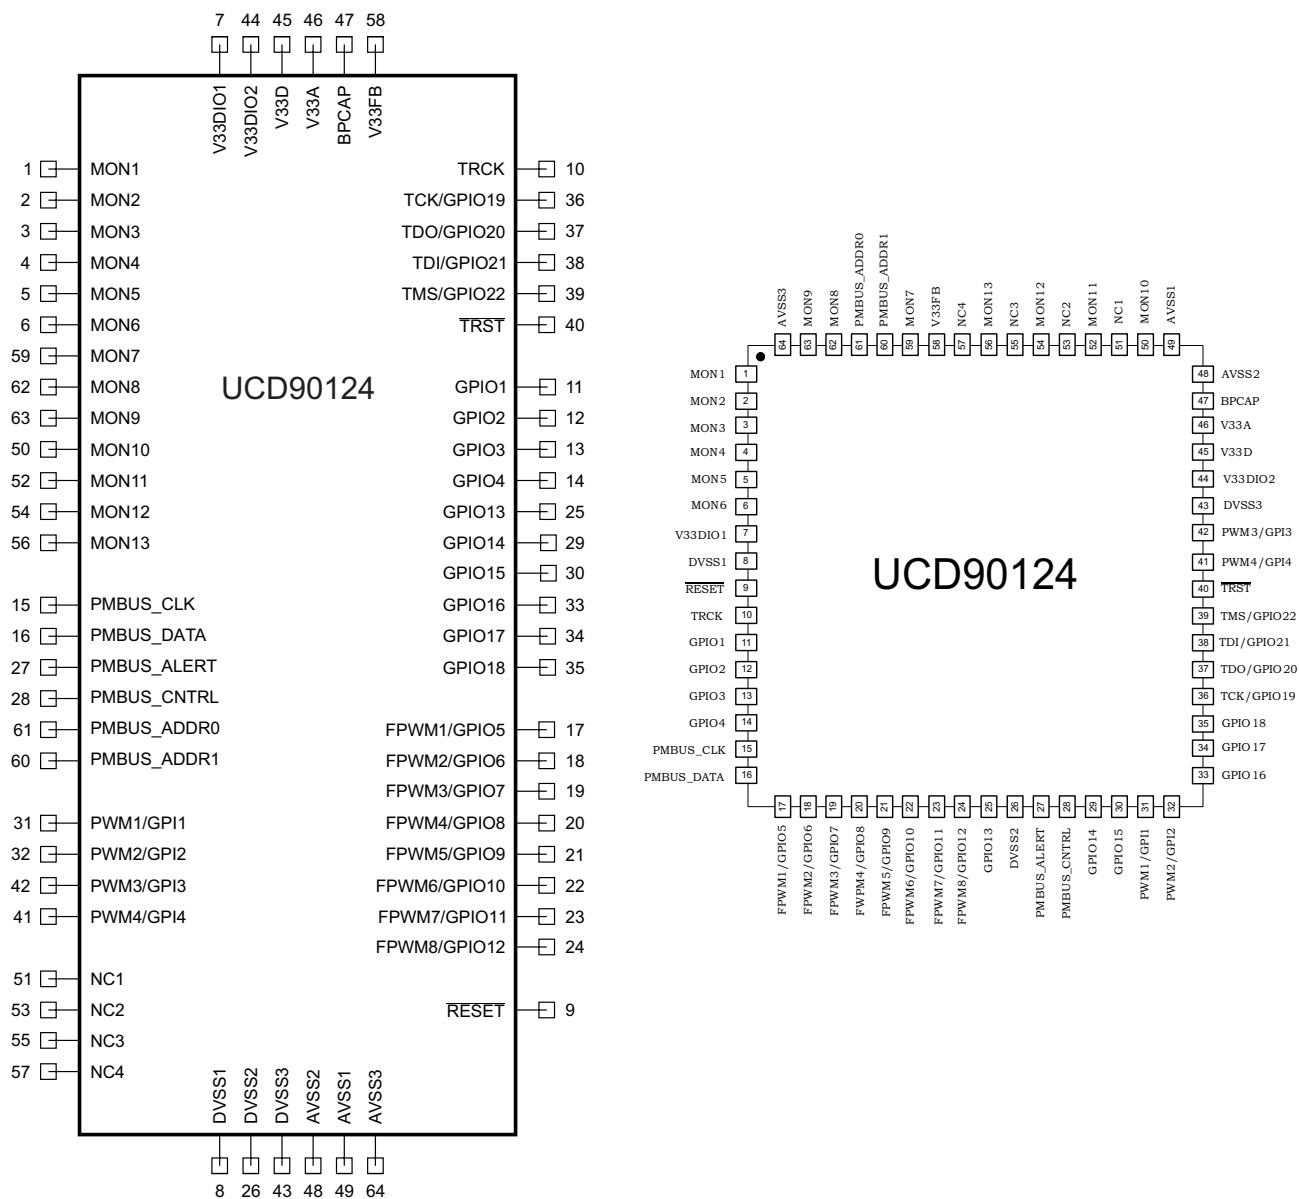 7 44 45 46 47 58
V33DIO1
V33DIO2
V33D
V33A
BPCAP
V33FB
1 MON1
2 MON2
3 MON3
4 MON4
5 MON5
6 MON6
59 MON7
62 MON8
63 MON9
50 MON10
52 MON11
54 MON12
56 MON13
15 PMBUS_CLK
16 PMBUS_DATA
27 PMBUS_ALERT
28 PMBUS_CNTRL
61 PMBUS_ADDR0
60 PMBUS_ADDR1
31 PWM1/GPI1
32 PWM2/GPI2
42 PWM3/GPI3
41 PWM4/GPI4
51 NC1
53 NC2
55 NC3
57 NC4
UCD90124
TRCK 10
TCK/GPIO19 36
TDO/GPIO20 37
TDI/GPIO21 38
TMS/GPIO22 39
TRST 40
GPIO1 11
GPIO2 12
GPIO3 13
GPIO4 14
GPIO13 25
GPIO14 29
GPIO15 30
GPIO16 33
GPIO17 34
GPIO18 35
FPWM1/GPIO5 17
FPWM2/GPIO6 18
FPWM3/GPIO7 19
FPWM4/GPIO8 20
FPWM5/GPIO9 21
FPWM6/GPIO10 22
FPWM7/GPIO11 23
FPWM8/GPIO12 24
RESET 9
DVSS1
DVSS2
DVSS3
AVSS2
AVSS1
AVSS3
8 26 43 48 49 64
AVSS3 64
MON9 63
MON8 62
PMBUS_ADDR0 61
PMBUS_ADDR1 60
MON7 59
V33FB 58
NC4 57
MON13 56
NC3 55
MON12 54
NC2 53
MON11 52
NC1 51
MON10 50
AVSS1 49
MON1 1
MON2 2
MON3 3
MON4 4
MON5 5
MON6 6
V33DIO1 7
DVSS1 8
RESET 9
TRCK 10
GPIO1 11
GPIO2 12
GPIO3 13
GPIO4 14
PMBUS_CLK 15
PMBUS_DATA 16
UCD90124
48 AVSS2
47 BPCAP
46 V33A
45 V33D
44 V33DIO2
43 DVSS3
42 PWM3/GPI3
41 PWM4/GPI4
40 TRST
39 TMS/GPIO22
38 TDI/GPIO21
37 TDO/GPIO20
36 TCK/GPIO19
35 GPIO18
34 GPIO17
33 GPIO16
17 FPWM1/GPIO5
18 FPWM2/GPIO6
19 FPWM3/GPIO7
20 FWPM4/GPIO8
21 FPWM5/GPIO9
22 FPWM6/GPIO10
23 FPWM7/GPIO11
24 FPWM8/GPIO12
25 GPIO13
26 DVSS2
27 PMBUS_ALERT
28 PMBUS_CNTRL
29 GPIO14
30 GPIO15
31 PWM1/GPI1
32 PWM2/GPI2